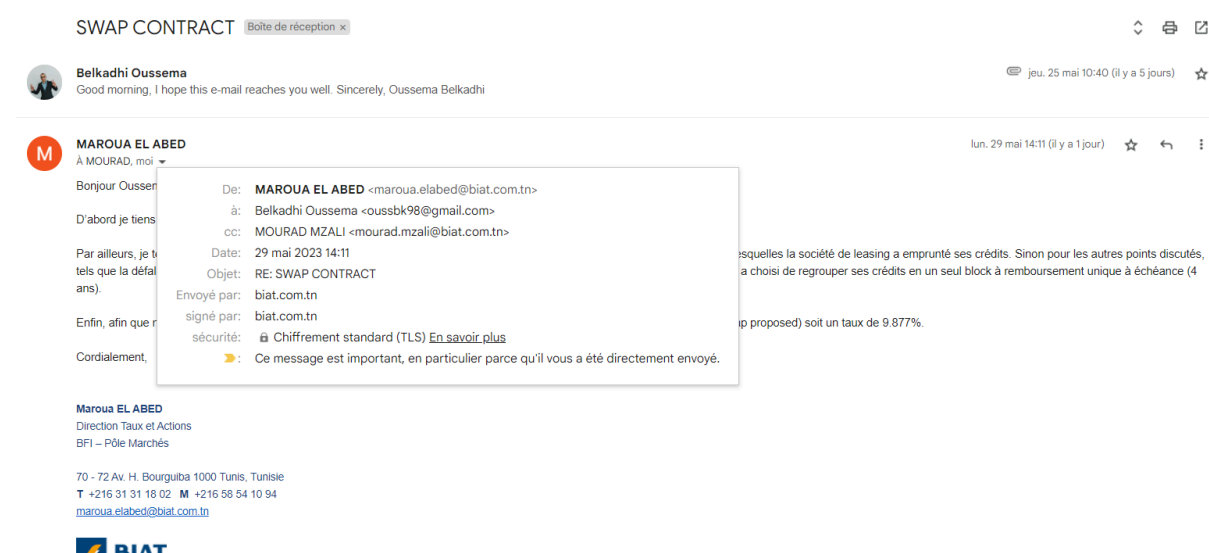 SWAP CONTRACT Boîte de réception ×
Belkadhi Oussema
jeu. 25 mai 10:40 (il y a 5 jours)
Good morning, I hope this e-mail reaches you well. Sincerely, Oussema Belkadhi
M
MAROUA EL ABED
lun. 29 mai 14:11 (il y a 1 jour)
À MOURAD, moi
Bonjour
D'abord je tiens
Par ailleurs, je
lesquelles la société de leasing a emprunté ses crédits. Sinon pour les autres points discutés,
tels que la
a choisi de regrouper ses crédits en un seul block à remboursement unique à échéance (4
ans).
Enfin, afin que
proposed) soit un taux de 9.877%.
Cordialement,
De: MAROUA EL ABED <maroua.elabed@biat.com.tn>
à: Belkadhi Oussema <oussbk98@gmail.com>
cc: MOURAD MZALI <mourad.mzali@biat.com.tn>
Date: 29 mai 2023 14:11
Objet: RE: SWAP CONTRACT
Envoyé par: biat.com.tn
signé par: biat.com.tn
sécurité: Chiffrement standard (TLS) En savoir plus
: Ce message est important, en particulier parce qu'il vous a été directement envoyé.
Maroua EL ABED
Direction Taux et Actions
BFI – Pôle Marchés
70 - 72 Av. H. Bourguiba 1000 Tunis, Tunisie
T +216 31 31 18 02 M +216 58 54 10 94
maroua.elabed@biat.com.tn
BIAT